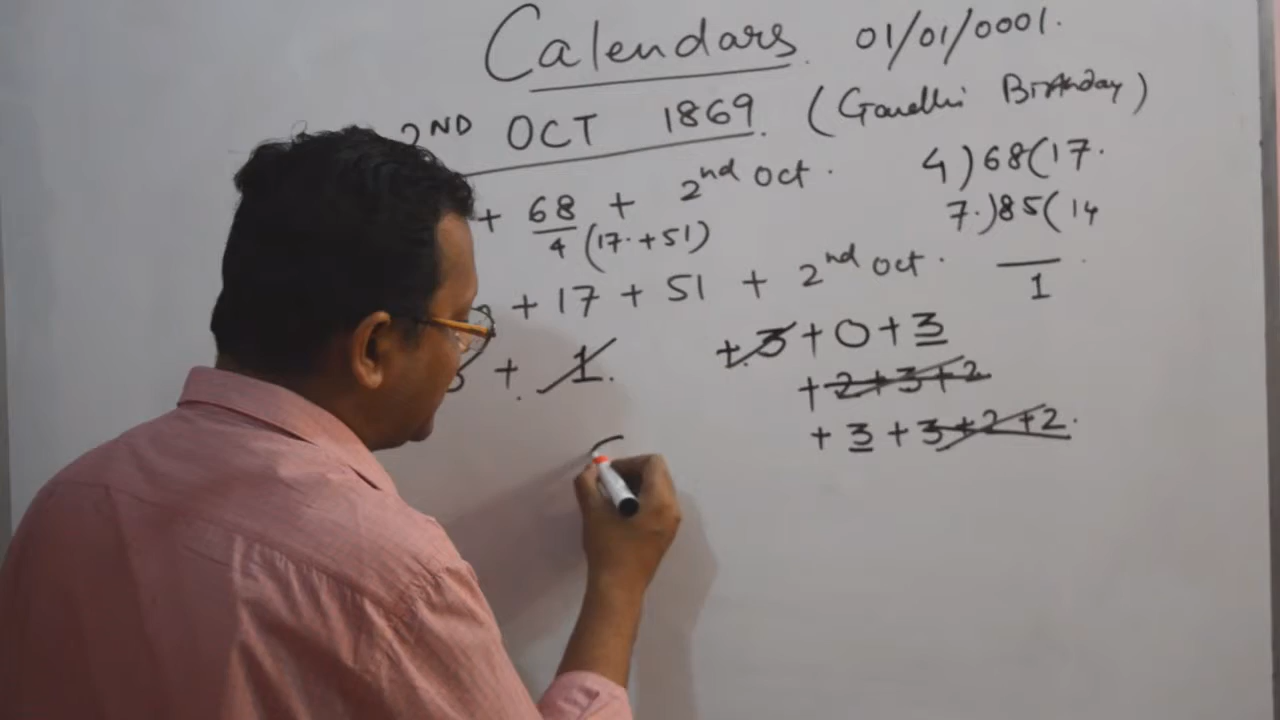 Calendars 01/01/0001.
2ND OCT 1869. (Gandhi Birthday)
+ 68/4 (17.+51) + 2nd Oct.
4)68(17.
7.)85(14
1
+ 17 + 51 + 2nd Oct.
3 + 1. +3+0+3
+2+3+2
+3+3+2+2.